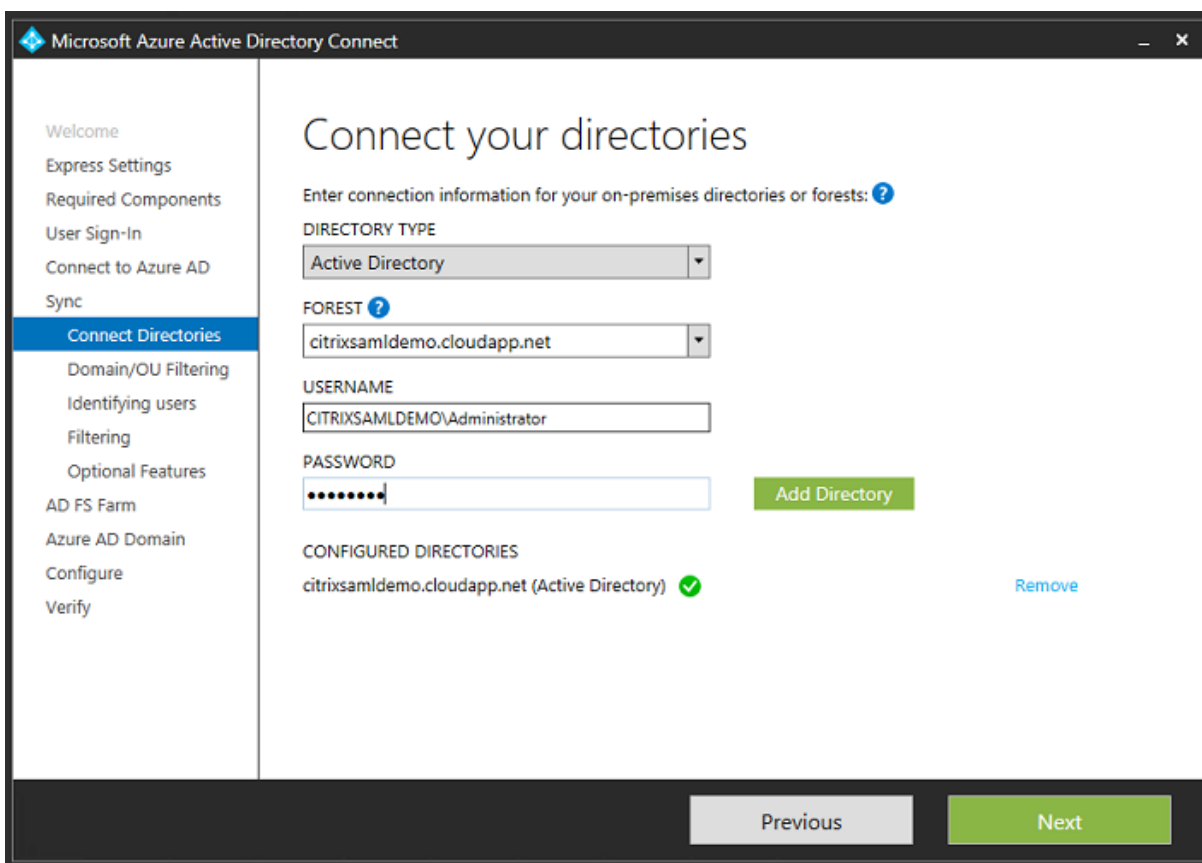 Microsoft Azure Active Directory Connect
Welcome
Express Settings
Required Components
User Sign-In
Connect to Azure AD
Sync
Connect Directories
Domain/OU Filtering
Identifying users
Filtering
Optional Features
AD FS Farm
Azure AD Domain
Configure
Verify
Connect your directories
Enter connection information for your on-premises directories or forests: ?
DIRECTORY TYPE
Active Directory
FOREST ?
citrixsamldemo.cloudapp.net
USERNAME
CITRIXSAMLDEMO\Administrator
PASSWORD
••••••••
Add Directory
CONFIGURED DIRECTORIES
citrixsamldemo.cloudapp.net (Active Directory)
Remove
Previous
Next